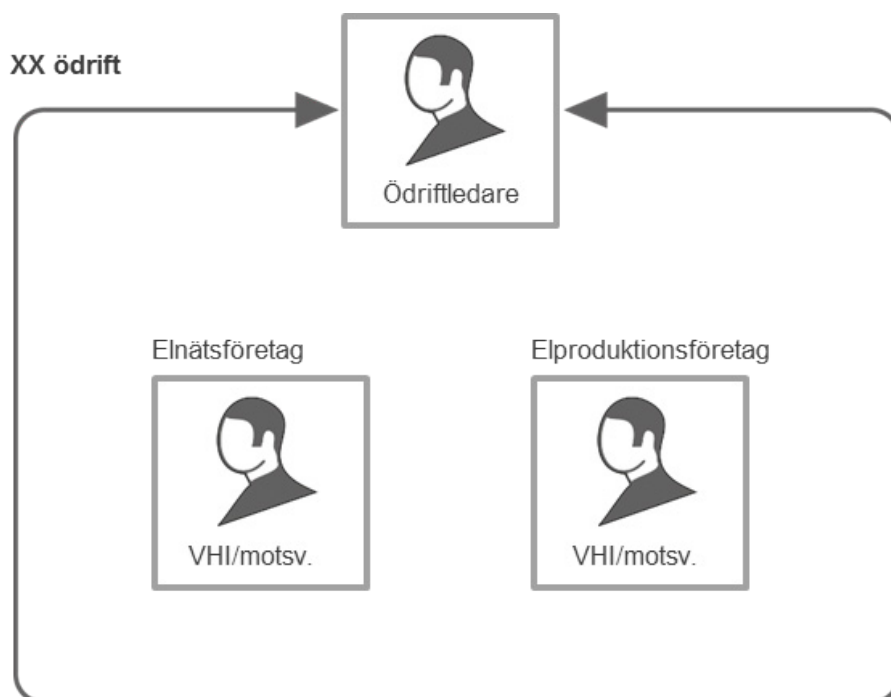 XX ödrift
Ödriftledare
Elnätsföretag
Elproduktionsföretag
VHI/motsv.
VHI/motsv.